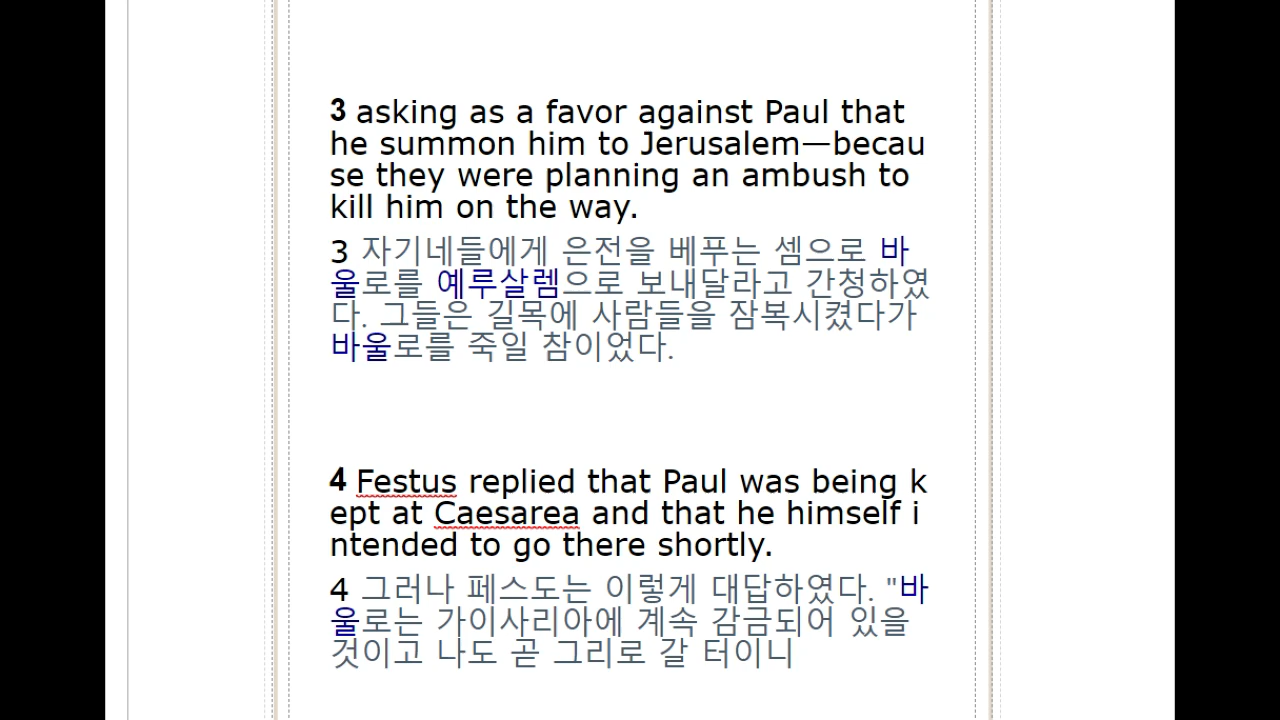 3 asking as a favor against Paul that
he summon him to Jerusalem—becau
se they were planning an ambush to
kill him on the way.
3 자기네들에게 은전을 베푸는 셈으로 바
울로를 예루살렘으로 보내달라고 간청하였
다. 그들은 길목에 사람들을 잠복시켰다가
바울로를 죽일 참이었다.
4 Festus replied that Paul was being k
ept at Caesarea and that he himself i
ntended to go there shortly.
4 그러나 페스도는 이렇게 대답하였다. "바
울로는 가이사리아에 계속 감금되어 있을
것이고 나도 곧 그리로 갈 터이니